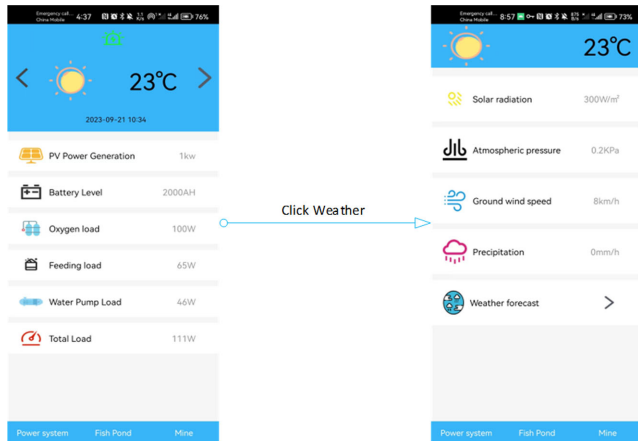 Emergency call
China Mobile
4:37
76%
23℃
2023-09-21 10:34
PV Power Generation 1kw
Battery Level 2000AH
Oxygen load 100W
Feeding load 65W
Water Pump Load 46W
Total Load 111W
Power system Fish Pond Mine
Click Weather
Emergency call
China Mobile
8:57
73%
23℃
Solar radiation 300W/m²
Atmospheric pressure 0.2KPa
Ground wind speed 8km/h
Precipitation 0mm/h
Weather forecast
Power system Fish Pond Mine